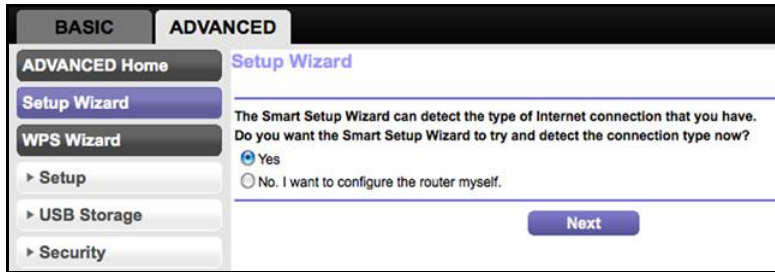 BASIC
ADVANCED
ADVANCED Home
Setup Wizard
WPS Wizard
Setup
USB Storage
Security
Setup Wizard
The Smart Setup Wizard can detect the type of Internet connection that you have.
Do you want the Smart Setup Wizard to try and detect the connection type now?
Yes
No. I want to configure the router myself.
Next